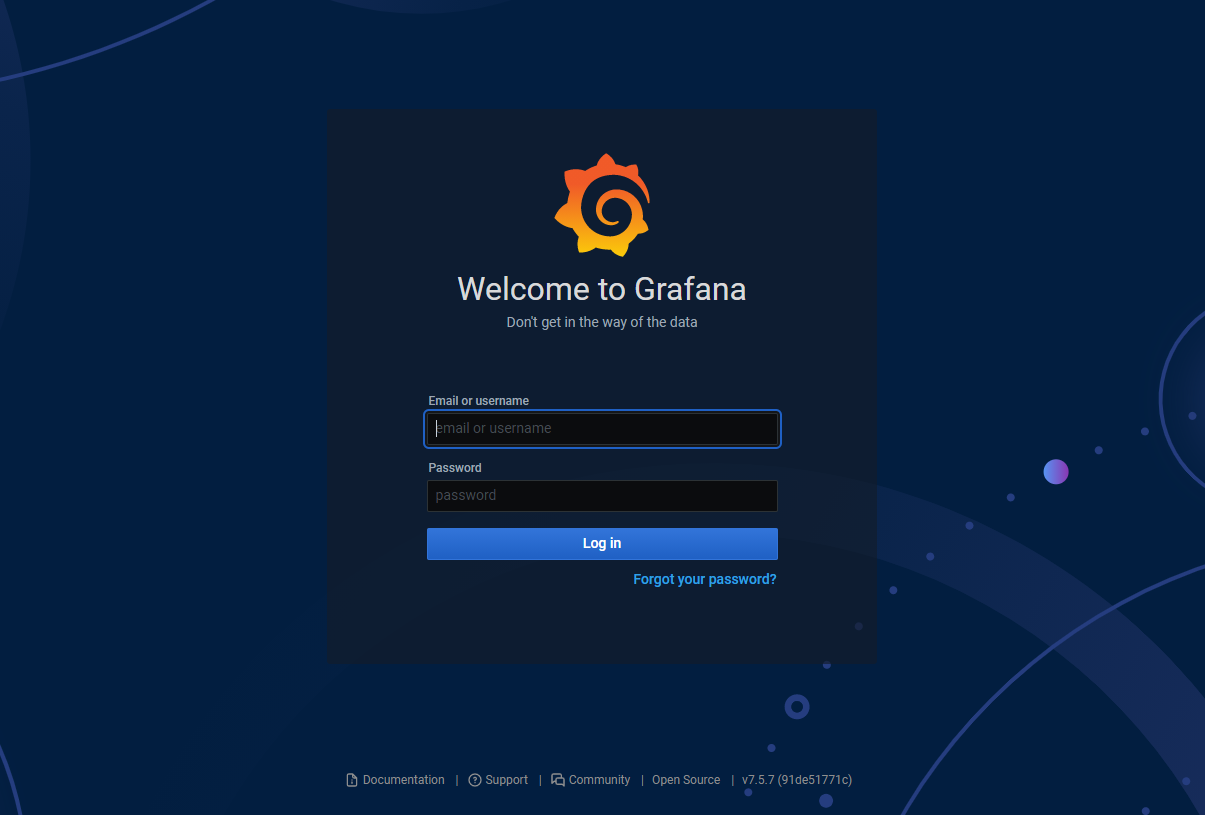 Welcome to Grafana
Don't get in the way of the data
Email or username
email or username
Password
password
Log in
Forgot your password?
Documentation | Support | Community | Open Source | v7.5.7 (91de51771c)